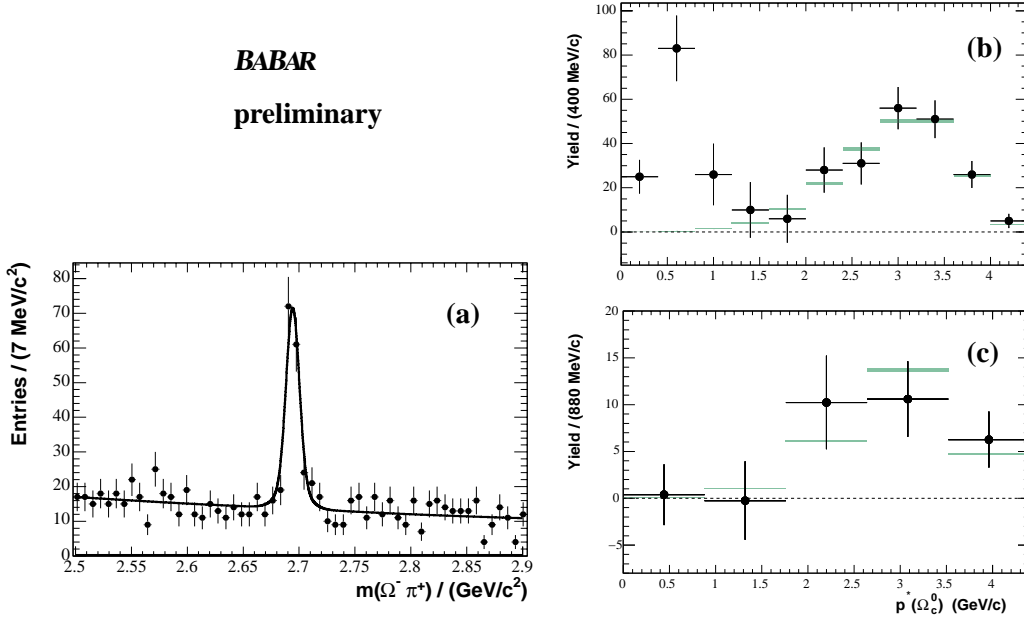 BABAR
preliminary
Entries / (7 MeV/c²)
80
70
60
50
40
30
20
10
0
(a)
2.5 2.55 2.6 2.65 2.7 2.75 2.8 2.85 2.9
m(Ω⁻ π⁺) / (GeV/c²)
Yield / (400 MeV/c)
100
80
60
40
20
0
(b)
0 0.5 1 1.5 2 2.5 3 3.5 4
Yield / (880 MeV/c)
20
15
10
5
0
−5
(c)
0 0.5 1 1.5 2 2.5 3 3.5 4
p*(Ω⁰c) (GeV/c)